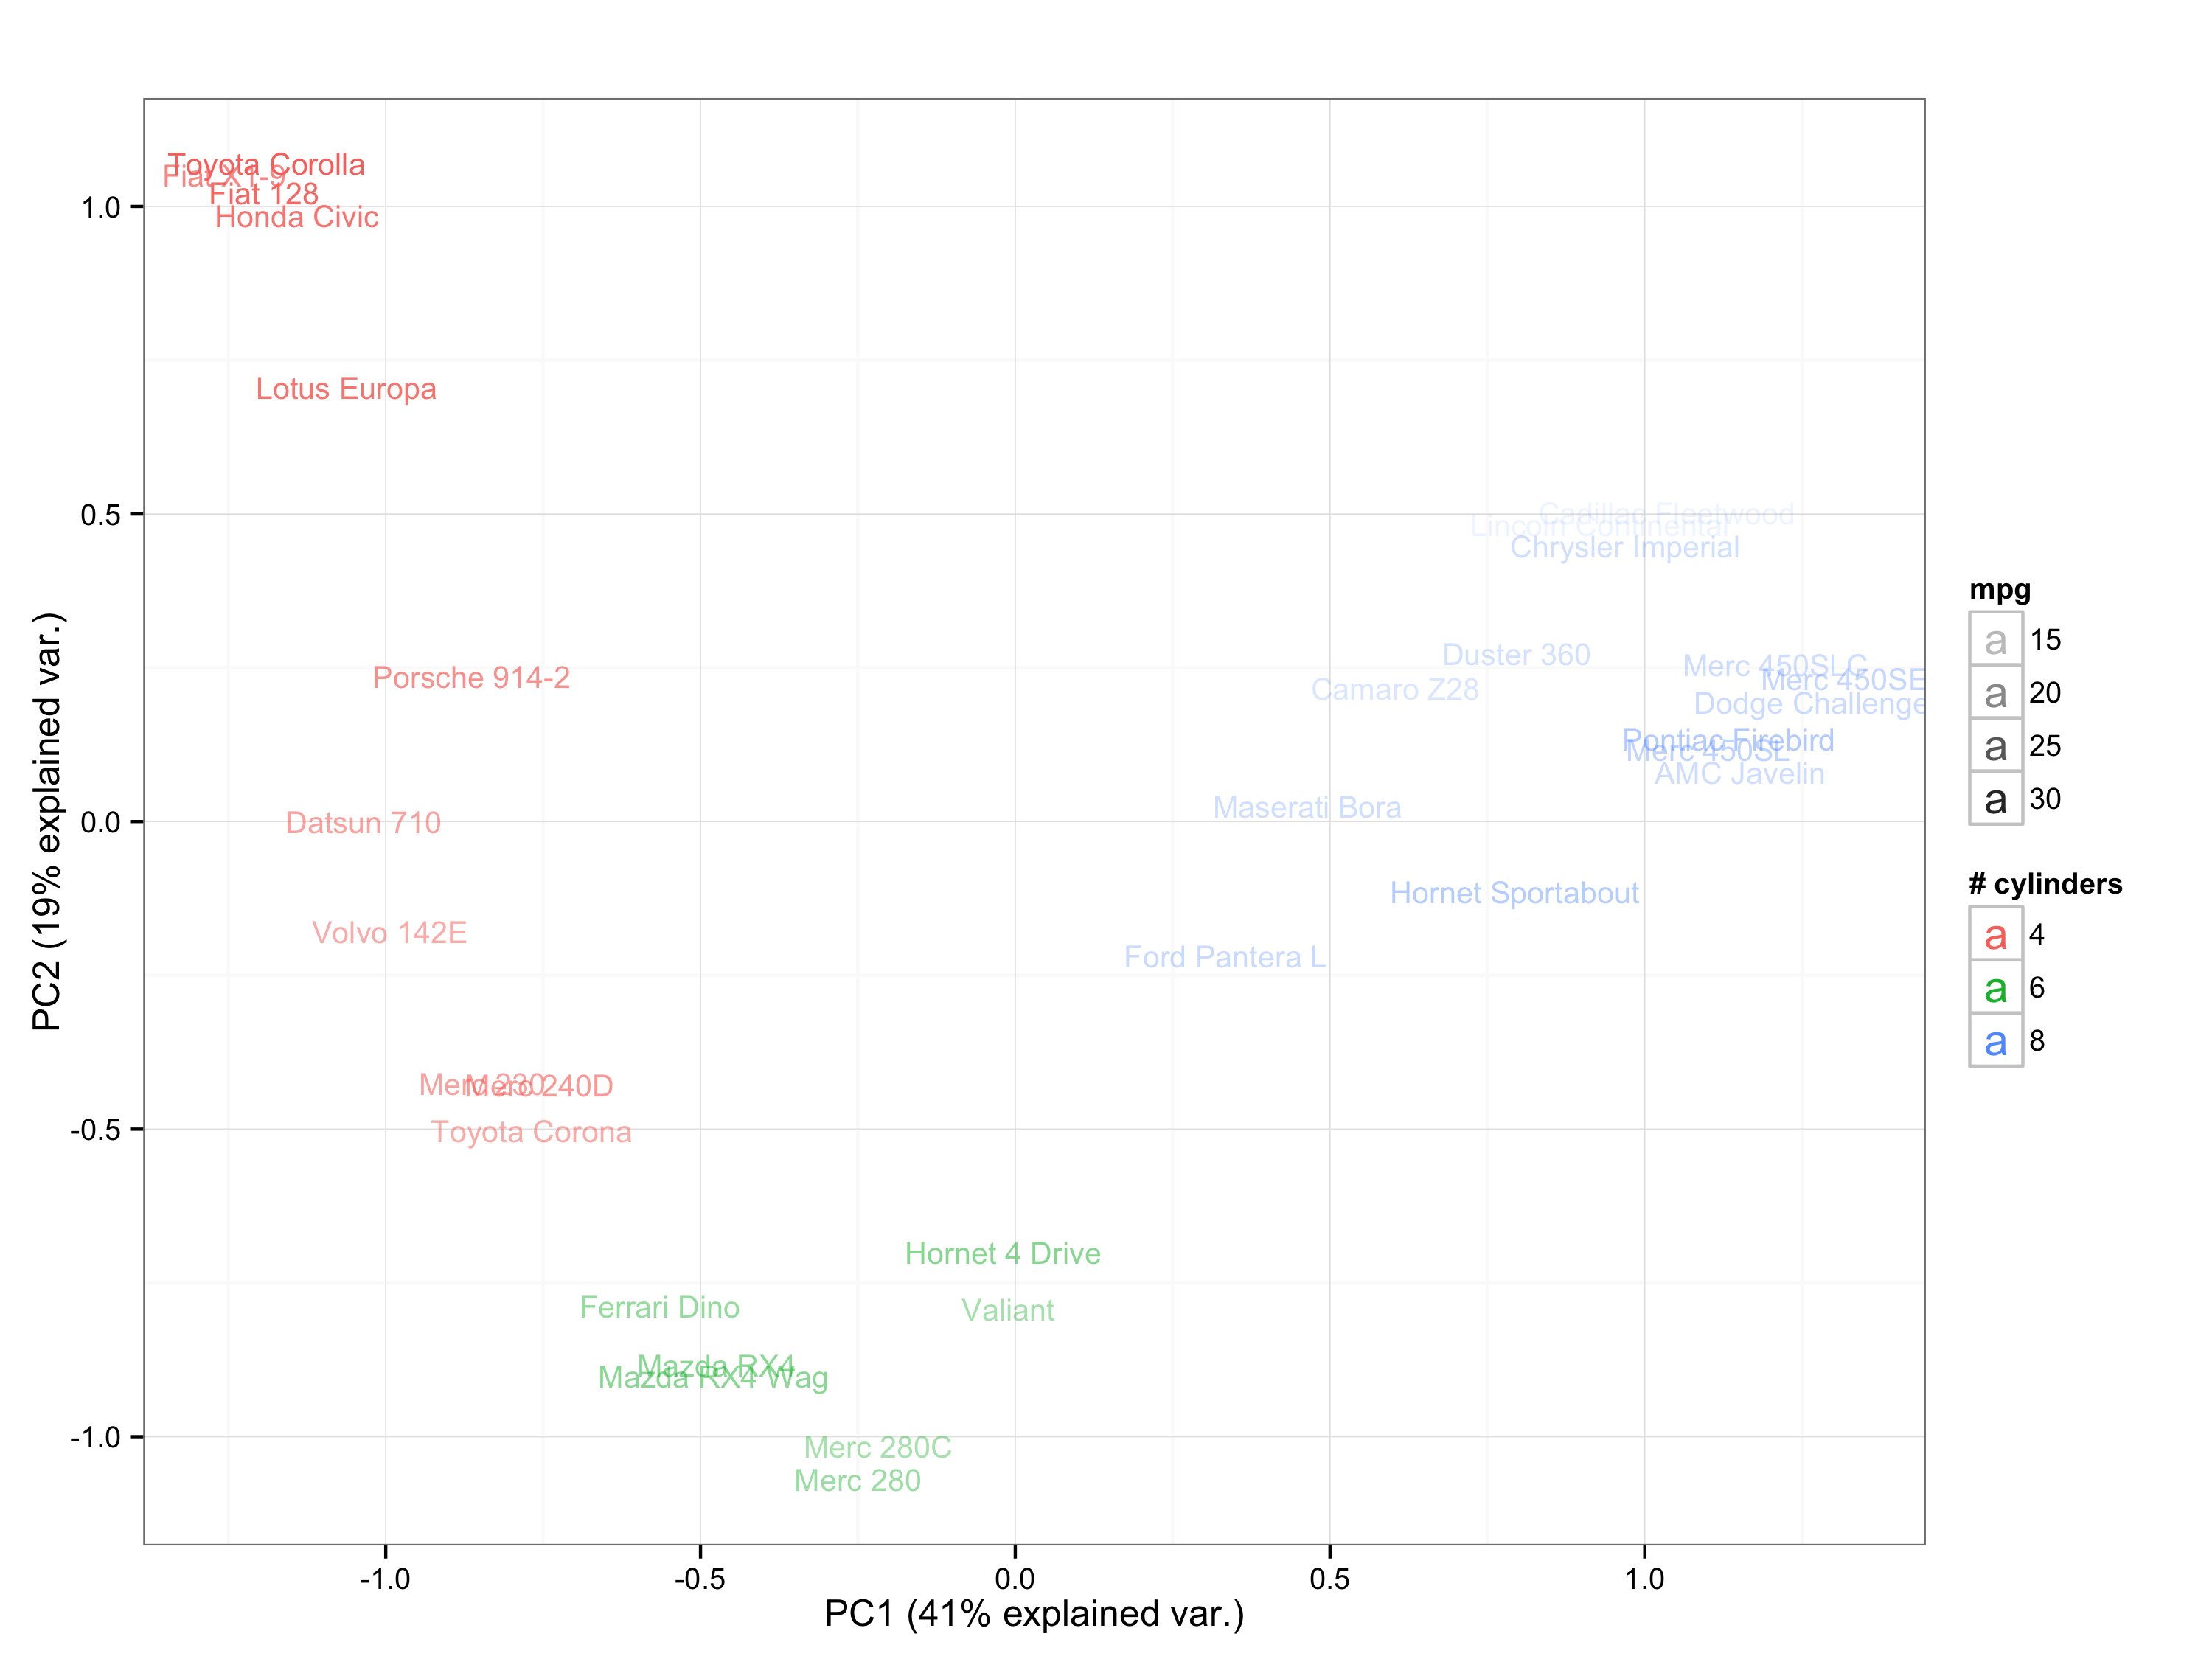 Toyota Corolla
Fiat X1-9
Fiat 128
1.0
Honda Civic
Lotus Europa
0.5
Cadillac Fleetwood
Lincoln Continental
Chrysler Imperial
Duster 360
Merc 450SLC
Porsche 914-2
Merc 450SE
Camaro Z28
Dodge Challenge
Pontiac Firebird
Merc 450SL
AMC Javelin
Maserati Bora
0.0
Datsun 710
Hornet Sportabout
Volvo 142E
Ford Pantera L
Merc 230
Merc 240D
-0.5
Toyota Corona
Hornet 4 Drive
Ferrari Dino
Valiant
Mazda RX4
Mazda RX4 Wag
-1.0
Merc 280C
Merc 280
-1.0
-0.5
0.0
0.5
1.0
PC1 (41% explained var.)
PC2 (19% explained var.)
mpg
a 15
a 20
a 25
a 30
# cylinders
a 4
a 6
a 8